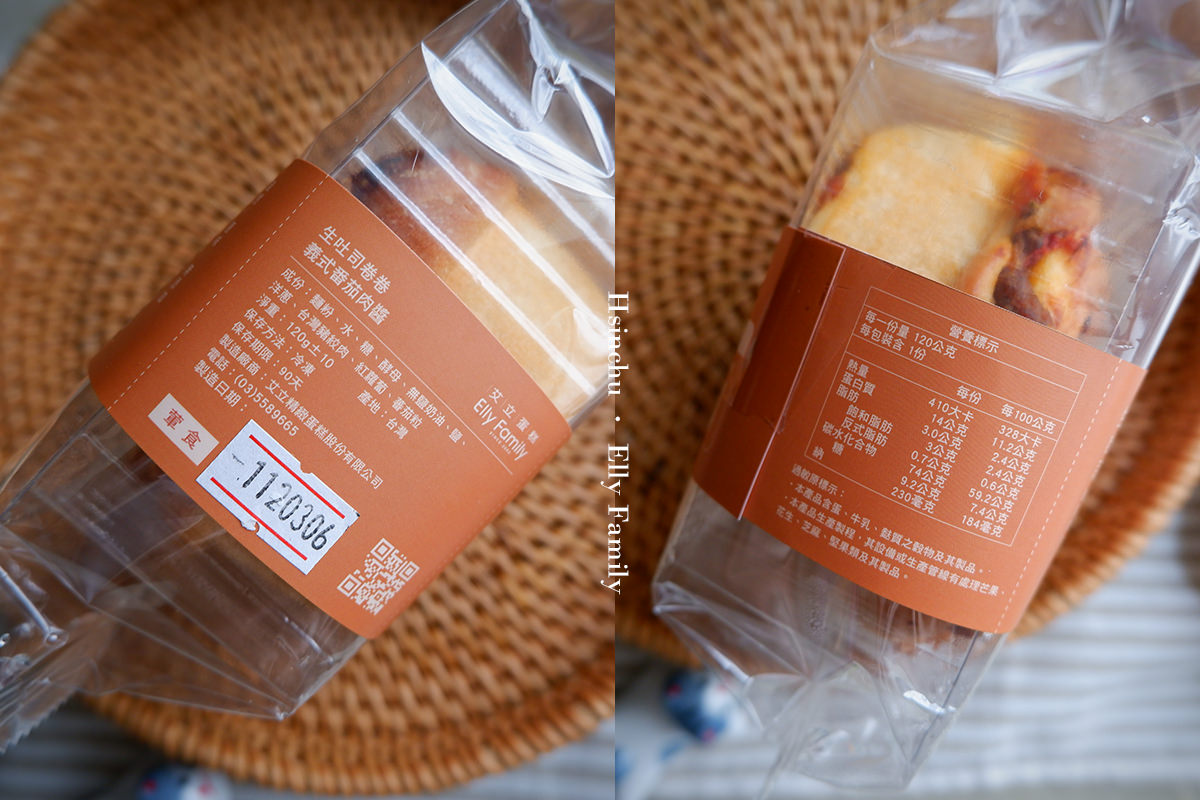 生吐司卷卷
義式番茄肉醬
成份：麵粉、水、糖、酵母、無鹽奶油、鹽、
洋蔥、台灣豬絞肉、紅蘿蔔、番茄粒
淨重：120g±10 產地：台灣
保存方法：冷凍
保存期限：90天
製造廠商：艾立精緻蛋糕股份有限公司
電話：(03)5589665
製造日期：
葷食
1120306
艾立蛋糕
Elly Family
Hsinchu · Elly Family
營養標示
每一份量 120公克
每包裝含 1份
每份 每100公克
熱量 410大卡 328大卡
蛋白質 14公克 11.2公克
脂肪 3.0公克 2.4公克
飽和脂肪 3公克 2.4公克
反式脂肪 0.7公克 0.6公克
碳水化合物 74公克 59.2公克
糖 9.2公克 7.4公克
鈉 230毫克 184毫克
過敏原標示：
·本產品含蛋、牛乳、麩質之穀物及其製品。
·本產品生產製程，其設備或生產管線有處理芒果、
花生、芝麻、堅果類及其製品。